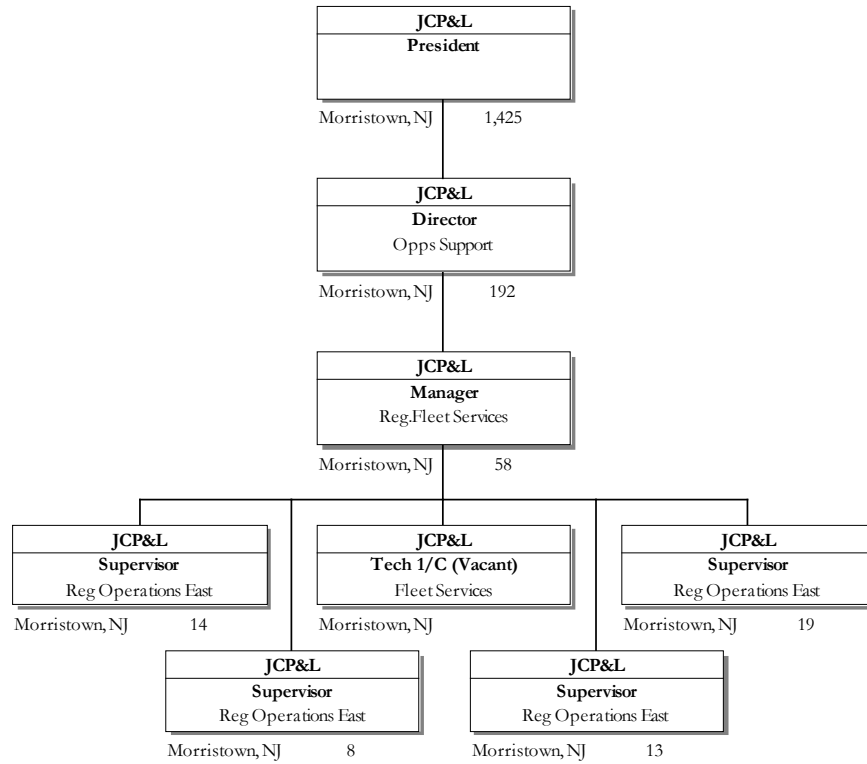 JCP&L
President
Morristown, NJ 1,425
JCP&L
Director
Opps Support
Morristown, NJ 192
JCP&L
Manager
Reg.Fleet Services
Morristown, NJ 58
JCP&L
Supervisor
Reg Operations East
Morristown, NJ 14
JCP&L
Tech 1/C (Vacant)
Fleet Services
Morristown, NJ
JCP&L
Supervisor
Reg Operations East
Morristown, NJ 19
JCP&L
Supervisor
Reg Operations East
Morristown, NJ 8
JCP&L
Supervisor
Reg Operations East
Morristown, NJ 13